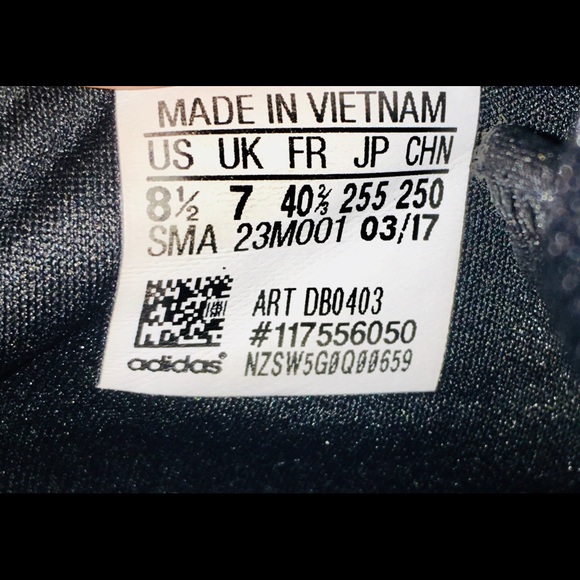 MADE IN VIETNAM
US UK FR JP CHN
8½ 7 40⅔ 255 250
SMA 23M001 03/17
ART DB0403
#117556050
adidas® NZSW5G0Q00659